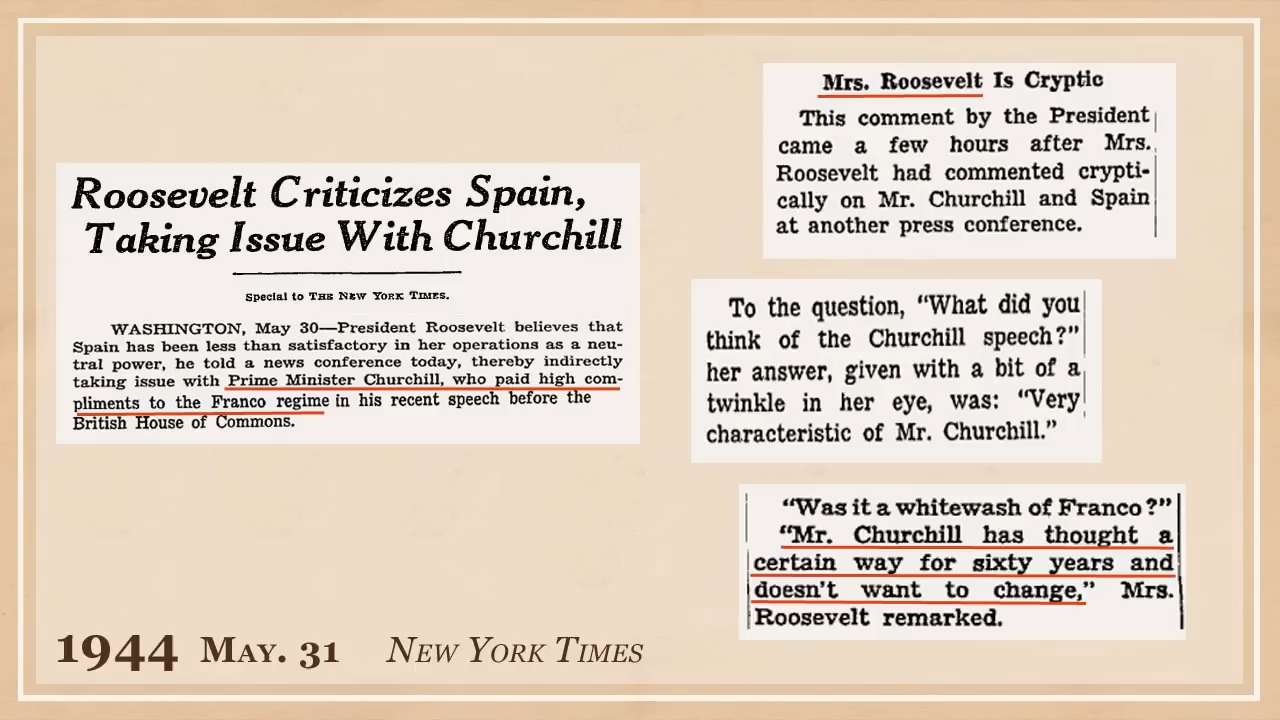 Roosevelt Criticizes Spain,
Taking Issue With Churchill
Special to THE NEW YORK TIMES.
WASHINGTON, May 30—President Roosevelt believes that
Spain has been less than satisfactory in her operations as a neu-
tral power, he told a news conference today, thereby indirectly
taking issue with Prime Minister Churchill, who paid high com-
pliments to the Franco regime in his recent speech before the
British House of Commons.
Mrs. Roosevelt Is Cryptic
This comment by the President
came a few hours after Mrs.
Roosevelt had commented crypti-
cally on Mr. Churchill and Spain
at another press conference.
To the question, “What did you
think of the Churchill speech?”
her answer, given with a bit of a
twinkle in her eye, was: “Very
characteristic of Mr. Churchill.”
“Was it a whitewash of Franco?”
“Mr. Churchill has thought a
certain way for sixty years and
doesn’t want to change,” Mrs.
Roosevelt remarked.
1944 MAY. 31 NEW YORK TIMES